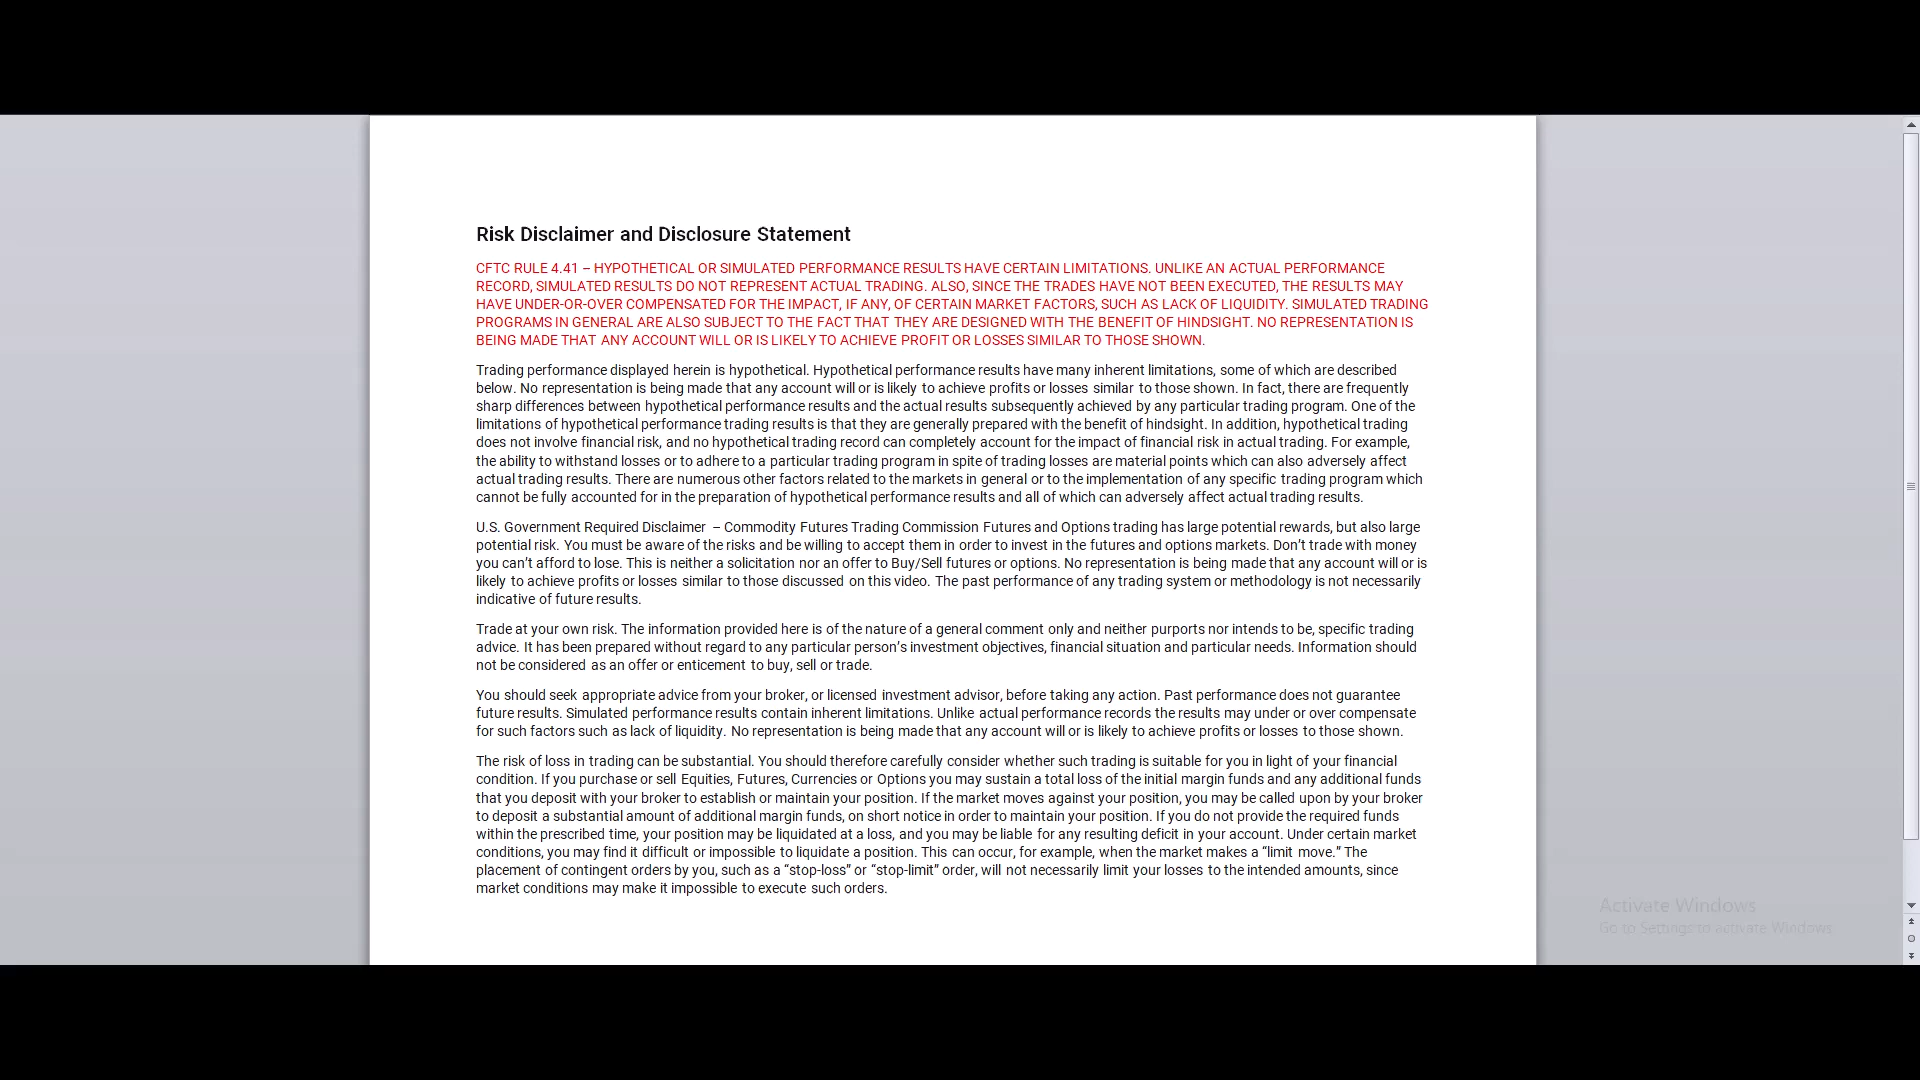 Risk Disclaimer and Disclosure Statement
CFTC RULE 4.41 – HYPOTHETICAL OR SIMULATED PERFORMANCE RESULTS HAVE CERTAIN LIMITATIONS. UNLIKE AN ACTUAL PERFORMANCE
RECORD, SIMULATED RESULTS DO NOT REPRESENT ACTUAL TRADING. ALSO, SINCE THE TRADES HAVE NOT BEEN EXECUTED, THE RESULTS MAY
HAVE UNDER-OR-OVER COMPENSATED FOR THE IMPACT, IF ANY, OF CERTAIN MARKET FACTORS, SUCH AS LACK OF LIQUIDITY. SIMULATED TRADING
PROGRAMS IN GENERAL ARE ALSO SUBJECT TO THE FACT THAT THEY ARE DESIGNED WITH THE BENEFIT OF HINDSIGHT. NO REPRESENTATION IS
BEING MADE THAT ANY ACCOUNT WILL OR IS LIKELY TO ACHIEVE PROFIT OR LOSSES SIMILAR TO THOSE SHOWN.
Trading performance displayed herein is hypothetical. Hypothetical performance results have many inherent limitations, some of which are described
below. No representation is being made that any account will or is likely to achieve profits or losses similar to those shown. In fact, there are frequently
sharp differences between hypothetical performance results and the actual results subsequently achieved by any particular trading program. One of the
limitations of hypothetical performance trading results is that they are generally prepared with the benefit of hindsight. In addition, hypothetical trading
does not involve financial risk, and no hypothetical trading record can completely account for the impact of financial risk in actual trading. For example,
the ability to withstand losses or to adhere to a particular trading program in spite of trading losses are material points which can also adversely affect
actual trading results. There are numerous other factors related to the markets in general or to the implementation of any specific trading program which
cannot be fully accounted for in the preparation of hypothetical performance results and all of which can adversely affect actual trading results.
U.S. Government Required Disclaimer – Commodity Futures Trading Commission Futures and Options trading has large potential rewards, but also large
potential risk. You must be aware of the risks and be willing to accept them in order to invest in the futures and options markets. Don’t trade with money
you can’t afford to lose. This is neither a solicitation nor an offer to Buy/Sell futures or options. No representation is being made that any account will or is
likely to achieve profits or losses similar to those discussed on this video. The past performance of any trading system or methodology is not necessarily
indicative of future results.
Trade at your own risk. The information provided here is of the nature of a general comment only and neither purports nor intends to be, specific trading
advice. It has been prepared without regard to any particular person’s investment objectives, financial situation and particular needs. Information should
not be considered as an offer or enticement to buy, sell or trade.
You should seek appropriate advice from your broker, or licensed investment advisor, before taking any action. Past performance does not guarantee
future results. Simulated performance results contain inherent limitations. Unlike actual performance records the results may under or over compensate
for such factors such as lack of liquidity. No representation is being made that any account will or is likely to achieve profits or losses to those shown.
The risk of loss in trading can be substantial. You should therefore carefully consider whether such trading is suitable for you in light of your financial
condition. If you purchase or sell Equities, Futures, Currencies or Options you may sustain a total loss of the initial margin funds and any additional funds
that you deposit with your broker to establish or maintain your position. If the market moves against your position, you may be called upon by your broker
to deposit a substantial amount of additional margin funds, on short notice in order to maintain your position. If you do not provide the required funds
within the prescribed time, your position may be liquidated at a loss, and you may be liable for any resulting deficit in your account. Under certain market
conditions, you may find it difficult or impossible to liquidate a position. This can occur, for example, when the market makes a “limit move.” The
placement of contingent orders by you, such as a “stop-loss” or “stop-limit” order, will not necessarily limit your losses to the intended amounts, since
market conditions may make it impossible to execute such orders.
Activate Windows
Go to Settings to activate Windows.